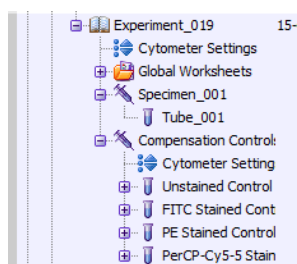 Experiment_019 15-
Cytometer Settings
Global Worksheets
Specimen_001
Tube_001
Compensation Control
Cytometer Setting
Unstained Control
FITC Stained Cont
PE Stained Control
PerCP-Cy5-5 Stain